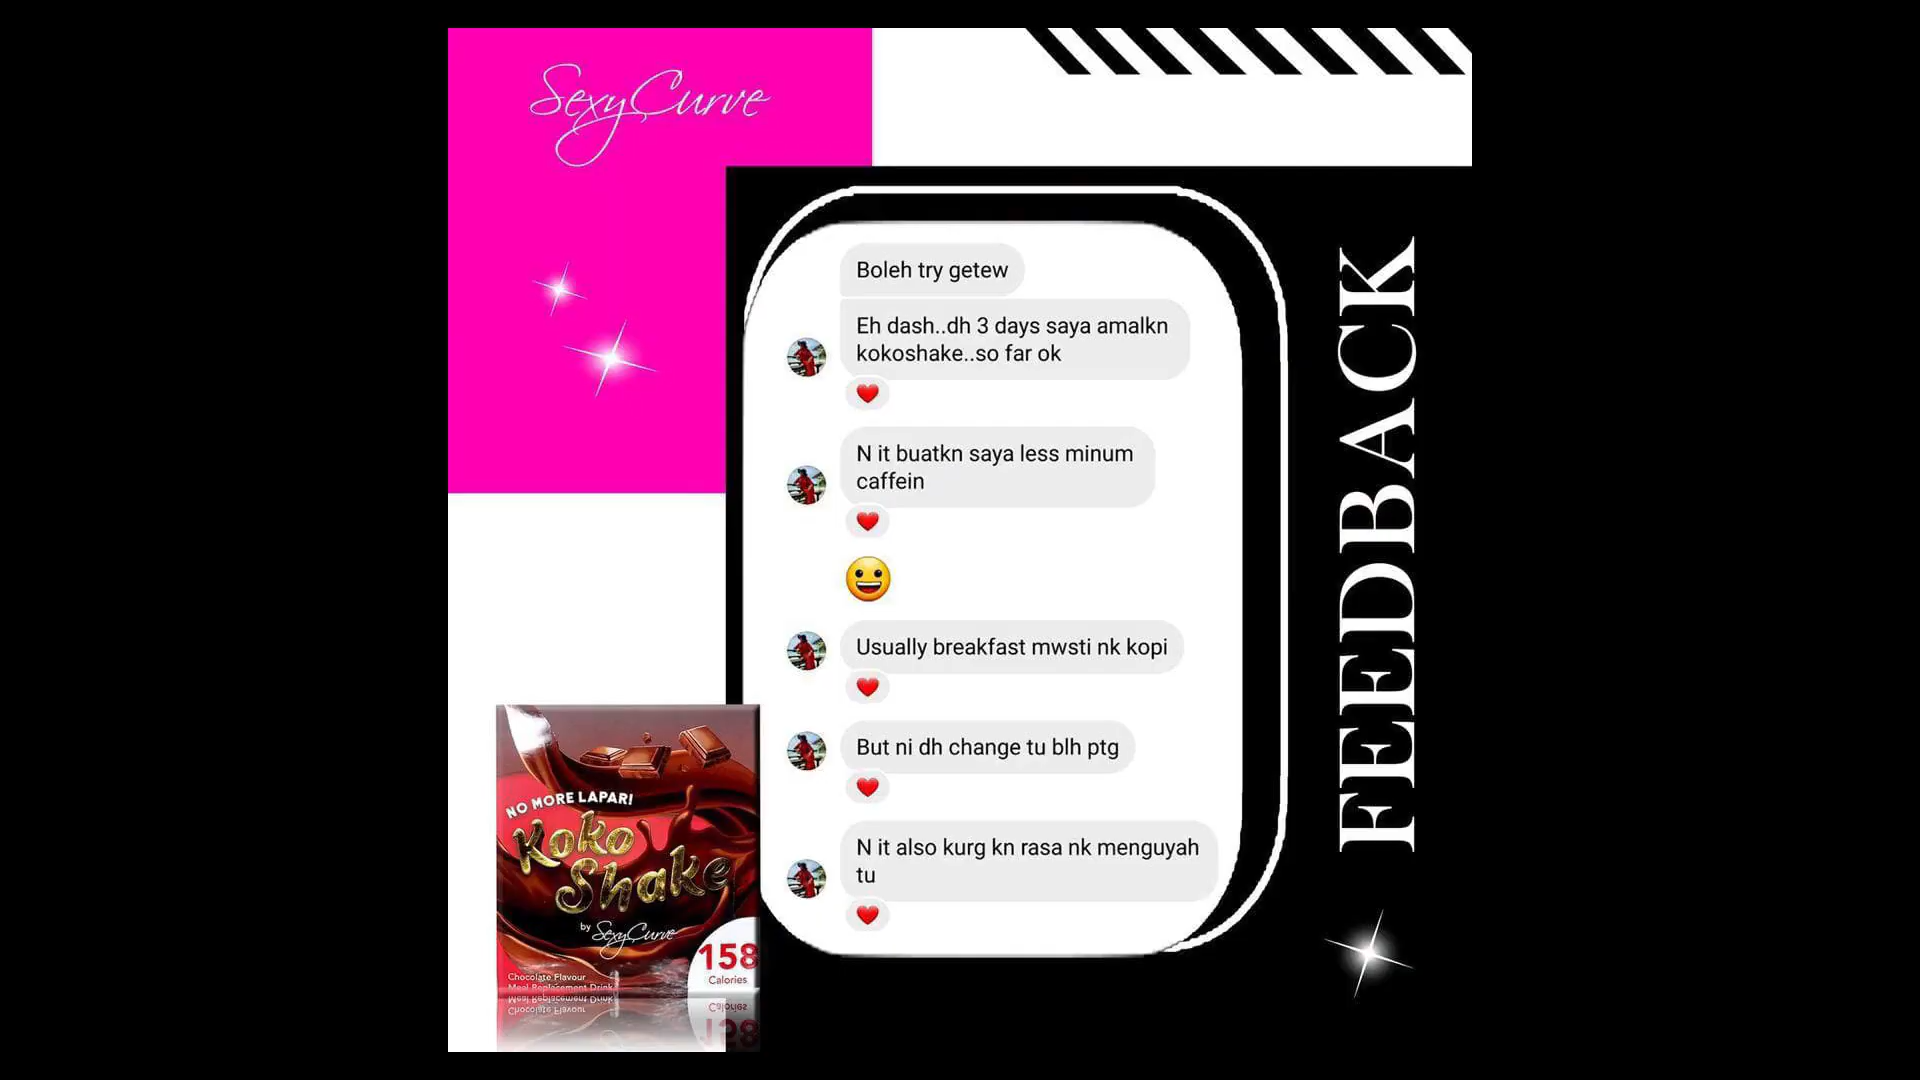 SexyCurve
Boleh try getew
Eh dash..dh 3 days saya amalkn
kokoshake..so far ok
N it buatkn saya less minum
caffein
Usually breakfast mwsti nk kopi
But ni dh change tu blh ptg
N it also kurg kn rasa nk menguyah
tu
FEEDBACK
NO MORE LAPAR!
Koko
Shake
by SexyCurve
158
Calories
Chocolate Flavour
Meal Replacement Drink